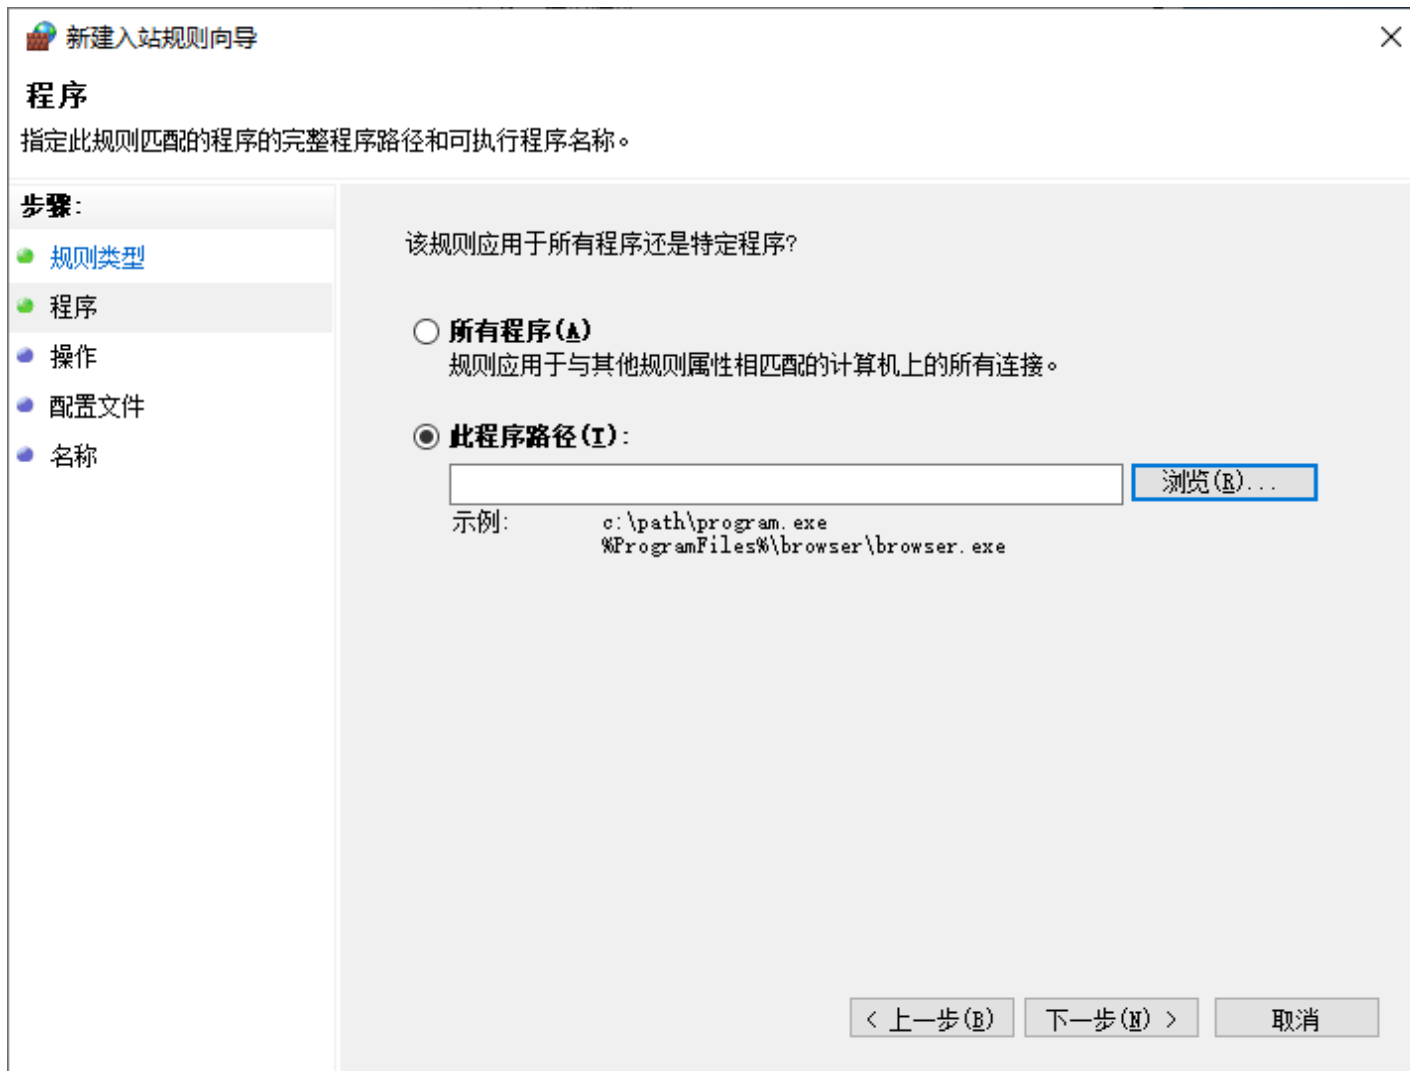 新建入站规则向导
程序
指定此规则匹配的程序的完整程序路径和可执行程序名称。
步骤:
规则类型
程序
操作
配置文件
名称
该规则应用于所有程序还是特定程序?
所有程序(A)
规则应用于与其他规则属性相匹配的计算机上的所有连接。
此程序路径(T):
浏览(R)...
示例: c:\path\program.exe
%ProgramFiles%\browser\browser.exe
< 上一步(B) 下一步(N) > 取消